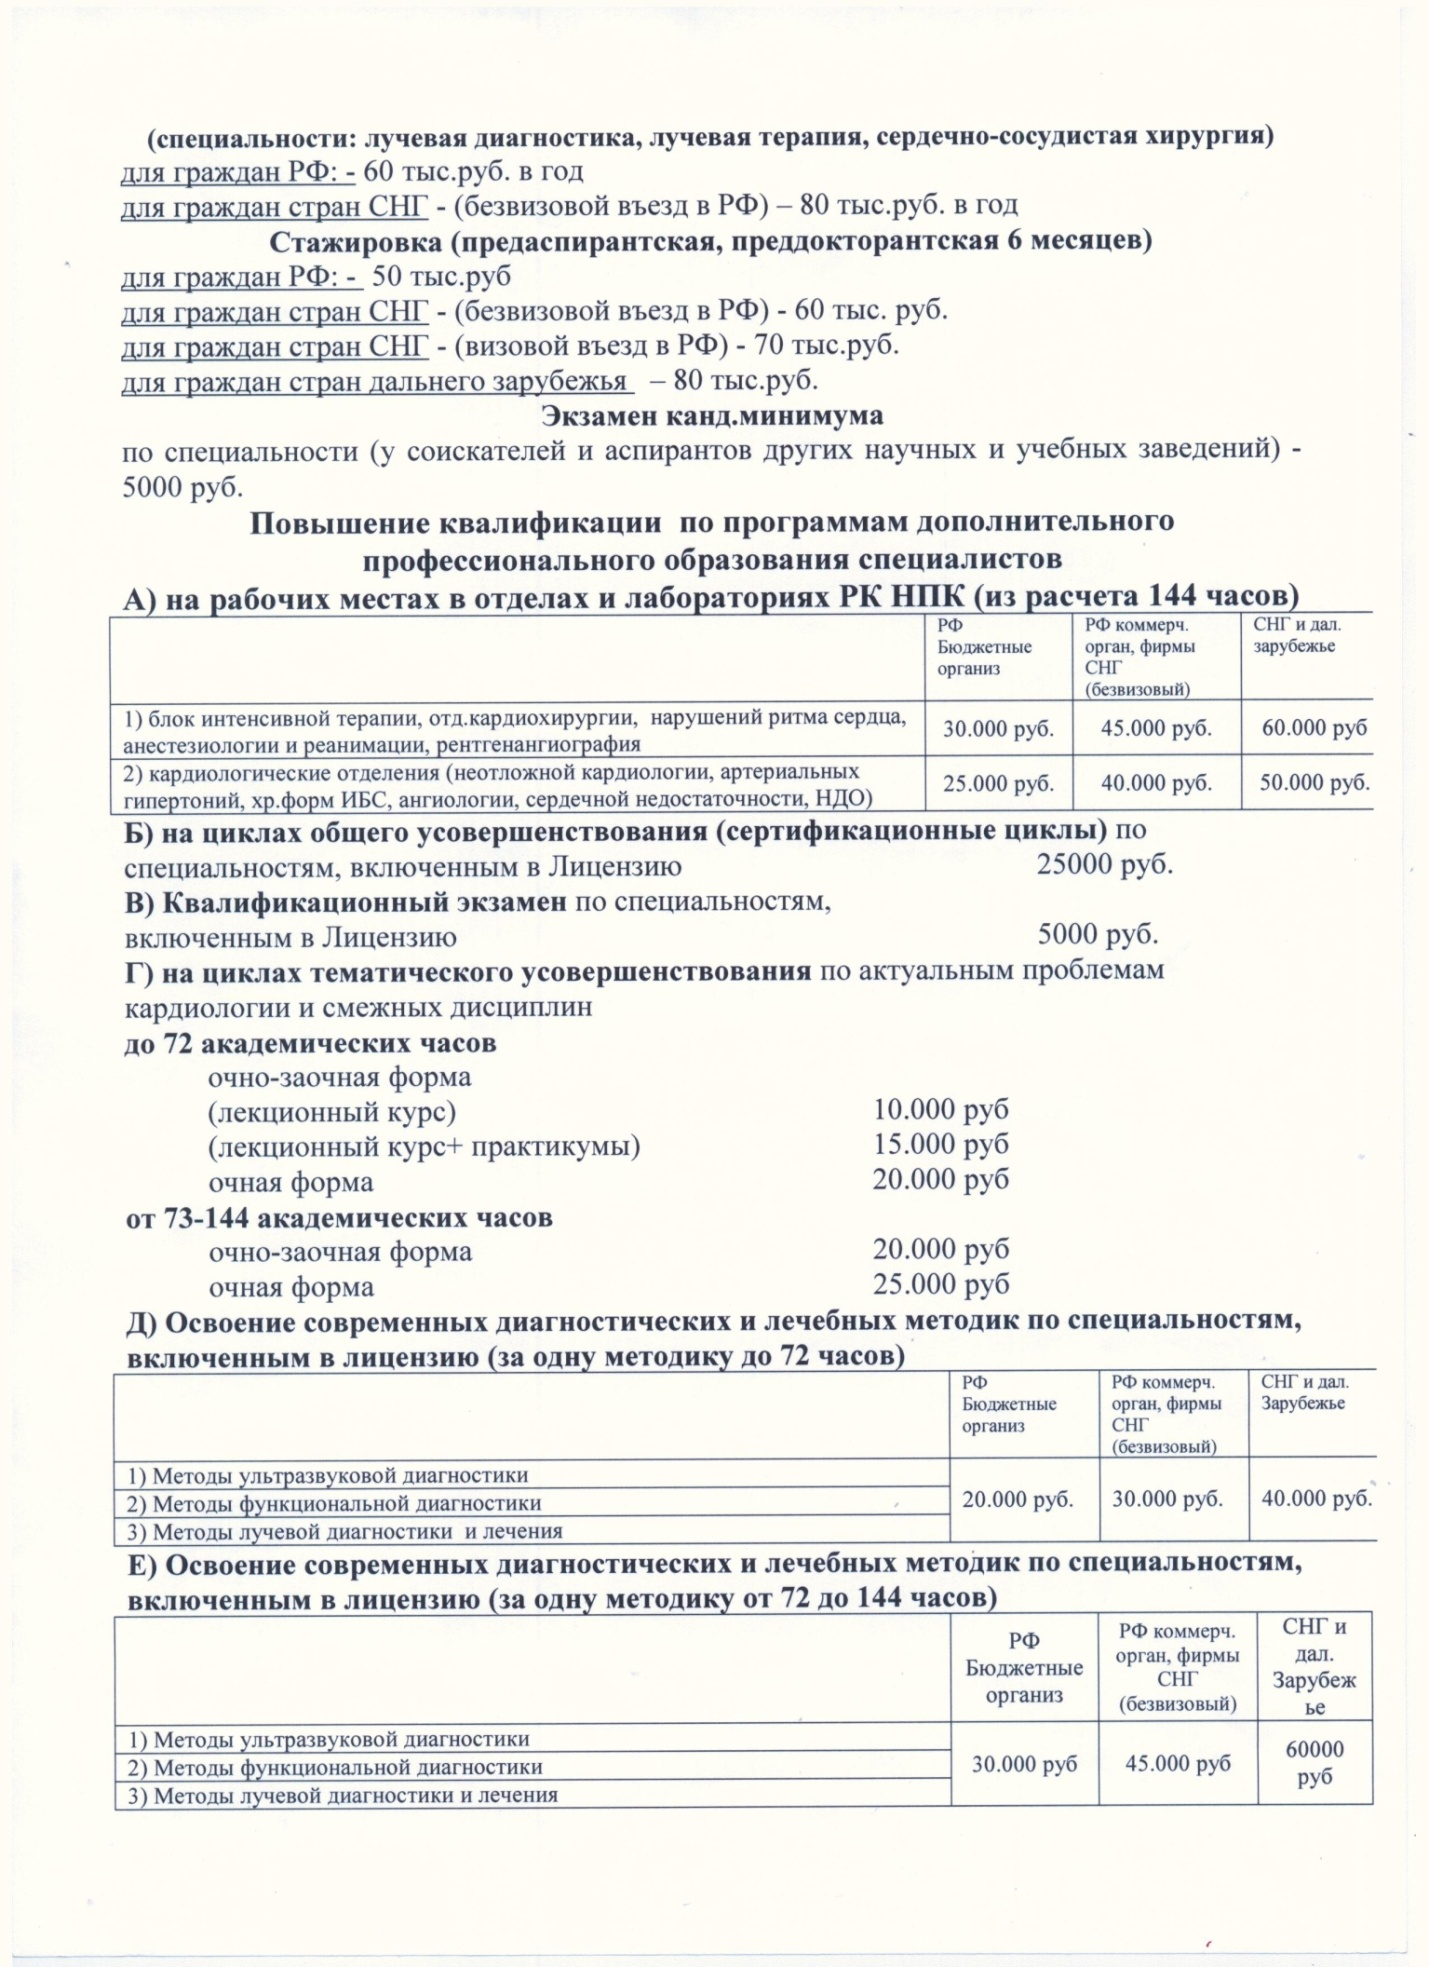 (специальности: лучевая диагностика, лучевая терапия, сердечно-сосудистая хирургия)
для граждан РФ: - 60 тыс.руб. в год
для граждан стран СНГ - (безвизовой въезд в РФ) – 80 тыс.руб. в год
Стажировка (предаспирантская, преддокторантская 6 месяцев)
для граждан РФ: - 50 тыс.руб
для граждан стран СНГ - (безвизовой въезд в РФ) - 60 тыс. руб.
для граждан стран СНГ - (визовой въезд в РФ) - 70 тыс.руб.
для граждан стран дальнего зарубежья – 80 тыс.руб.
Экзамен канд.минимума
по специальности (у соискателей и аспирантов других научных и учебных заведений) -
5000 руб.
Повышение квалификации по программам дополнительного
профессионального образования специалистов
А) на рабочих местах в отделах и лабораториях РК НПК (из расчета 144 часов)
РФ
Бюджетные
организ
РФ коммерч.
орган, фирмы
СНГ
(безвизовый)
СНГ и дал.
зарубежье
1) блок интенсивной терапии, отд.кардиохирургии, нарушений ритма сердца,
анестезиологии и реанимации, рентгенангиография
30.000 руб.
45.000 руб.
60.000 руб
2) кардиологические отделения (неотложной кардиологии, артериальных
гипертоний, хр.форм ИБС, ангиологии, сердечной недостаточности, НДО)
25.000 руб.
40.000 руб.
50.000 руб.
Б) на циклах общего усовершенствования (сертификационные циклы) по
специальностям, включенным в Лицензию 25000 руб.
В) Квалификационный экзамен по специальностям,
включенным в Лицензию 5000 руб.
Г) на циклах тематического усовершенствования по актуальным проблемам
кардиологии и смежных дисциплин
до 72 академических часов
очно-заочная форма
(лекционный курс) 10.000 руб
(лекционный курс+ практикумы) 15.000 руб
очная форма 20.000 руб
от 73-144 академических часов
очно-заочная форма 20.000 руб
очная форма 25.000 руб
Д) Освоение современных диагностических и лечебных методик по специальностям,
включенным в лицензию (за одну методику до 72 часов)
РФ
Бюджетные
организ
РФ коммерч.
орган, фирмы
СНГ
(безвизовый)
СНГ и дал.
Зарубежье
1) Методы ультразвуковой диагностики
2) Методы функциональной диагностики
3) Методы лучевой диагностики и лечения
20.000 руб.
30.000 руб.
40.000 руб.
Е) Освоение современных диагностических и лечебных методик по специальностям,
включенным в лицензию (за одну методику от 72 до 144 часов)
РФ
Бюджетные
организ
РФ коммерч.
орган, фирмы
СНГ
(безвизовый)
СНГ и
дал.
Зарубеж
ье
1) Методы ультразвуковой диагностики
2) Методы функциональной диагностики
3) Методы лучевой диагностики и лечения
30.000 руб
45.000 руб
60000
руб